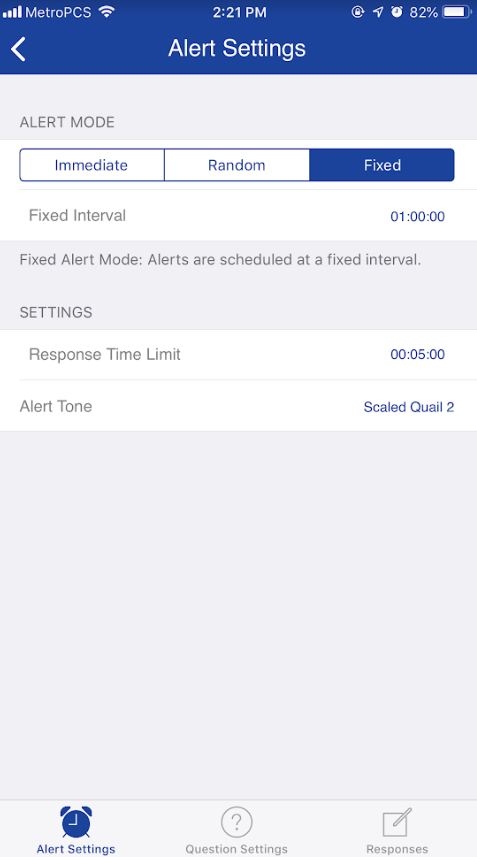 MetroPCS 2:21 PM 82%
Alert Settings
ALERT MODE
Immediate Random Fixed
Fixed Interval 01:00:00
Fixed Alert Mode: Alerts are scheduled at a fixed interval.
SETTINGS
Response Time Limit 00:05:00
Alert Tone Scaled Quail 2
?
Alert Settings Question Settings Responses